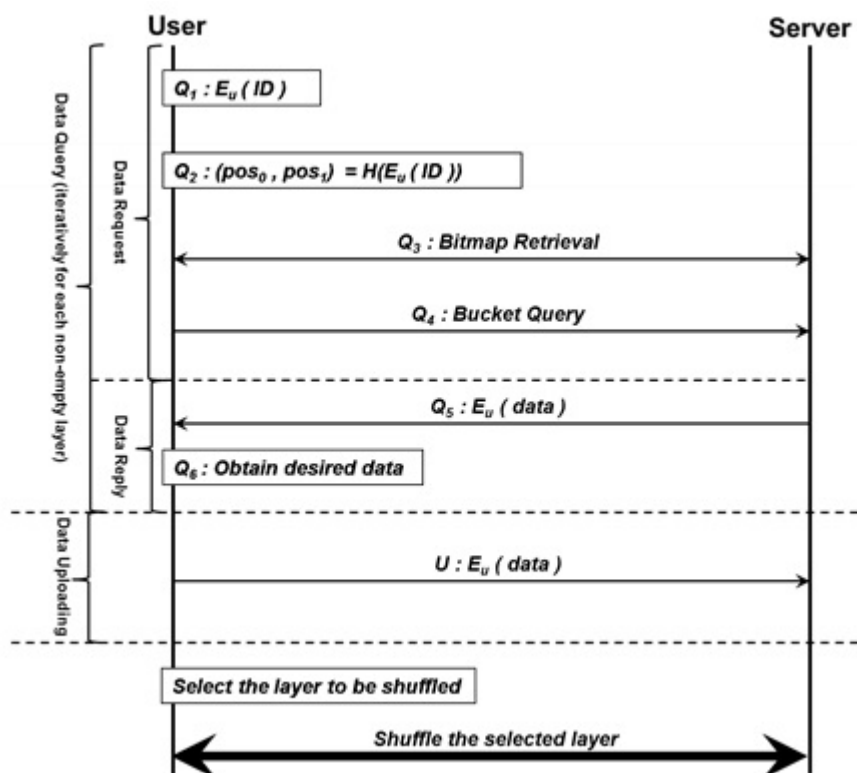 User
Server
Q₁ : Eᵤ ( ID )
Q₂ : (pos₀ , pos₁) = H(Eᵤ ( ID ))
Q₃ : Bitmap Retrieval
Q₄ : Bucket Query
Q₅ : Eᵤ ( data )
Q₆ : Obtain desired data
U : Eᵤ ( data )
Select the layer to be shuffled
Shuffle the selected layer
Data Query (iteratively for each non-empty layer)
Data Request
Data Reply
Data Uploading